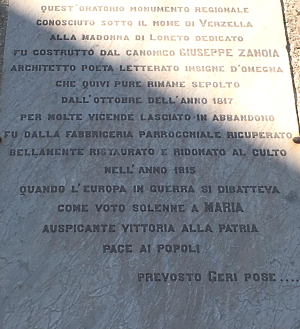 QUEST'ORATORIO MONUMENTO REGIONALE
CONOSCIUTO SOTTO IL NOME DI VERZELLA
ALLA MADONNA DI LORETO DEDICATO
FU COSTRUTTO DAL CANONICO GIUSEPPE ZANOIA
ARCHITETTO POETA LETTERATO INSIGNE D'OMEGNA
CHE QUIVI PURE RIMANE SEPOLTO
DALL'OTTOBRE DELL'ANNO 1817
PER MOLTE VICENDE LASCIATO IN ABBANDONO
FU DALLA FABBRICERIA PARROCCHIALE RICUPERATO
BELLAMENTE RISTAURATO E RIDONATO AL CULTO
NELL'ANNO 1915
QUANDO L'EUROPA IN GUERRA SI DIBATTEVA
COME VOTO SOLENNE A MARIA
AUSPICANTE VITTORIA ALLA PATRIA
PACE AI POPOLI
PREVOSTO GERI POSE....